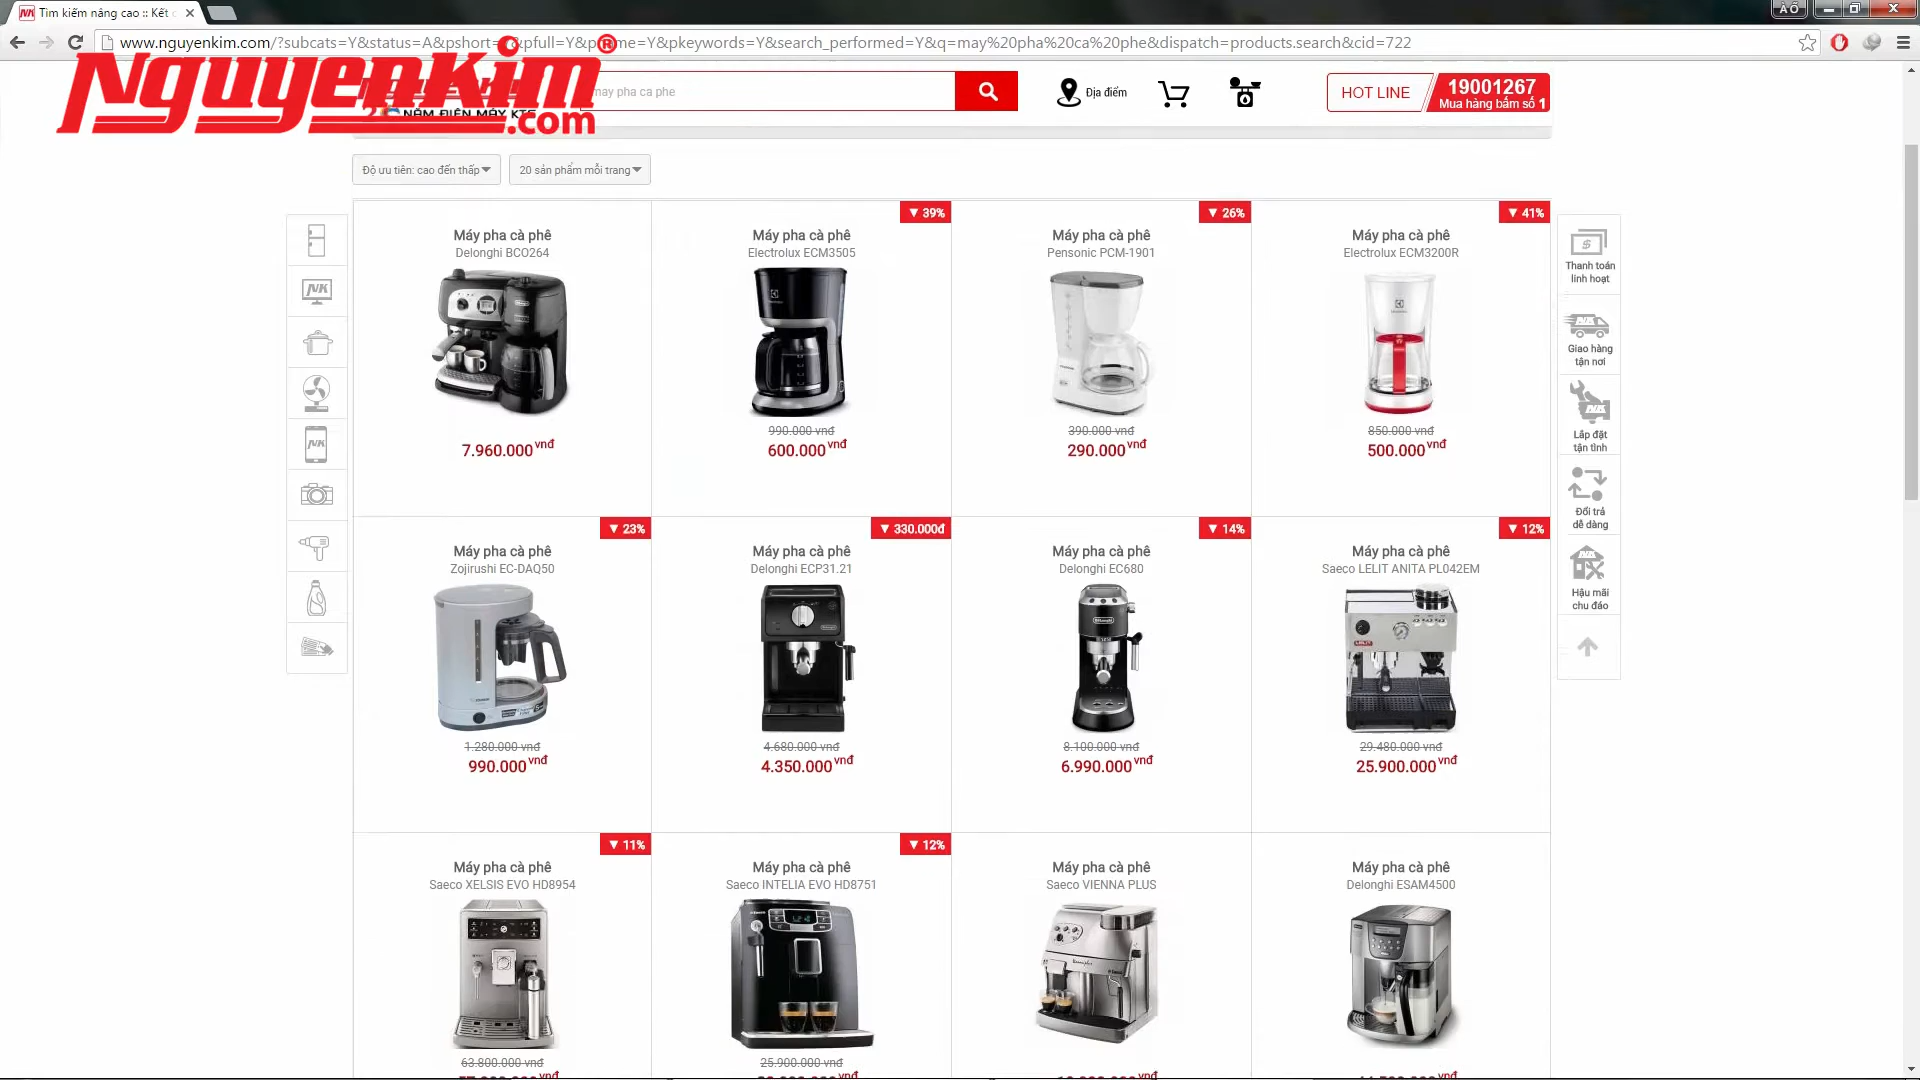 Tìm kiếm nâng cao :: Kết
www.nguyenkim.com/?subcats=Y&status=A&pshort=
&pfull=Y&p
me=Y&pkeywords=Y&search_performed=Y&q=may%20pha%20ca%20phe&dispatch=products.search&cid=722
NguyenKim®
.com
NĂM ĐIỆN MÁY
may pha ca phe
Địa điểm
HOT LINE
19001267
Mua hàng bấm số 1
Độ ưu tiên: cao đến thấp
20 sản phẩm mỗi trang
Máy pha cà phê
Delonghi BCO264
7.960.000 vnđ
▼ 39%
Máy pha cà phê
Electrolux ECM3505
990.000 vnđ
600.000 vnđ
▼ 26%
Máy pha cà phê
Pensonic PCM-1901
390.000 vnđ
290.000 vnđ
▼ 41%
Máy pha cà phê
Electrolux ECM3200R
850.000 vnđ
500.000 vnđ
▼ 23%
Máy pha cà phê
Zojirushi EC-DAQ50
1.280.000 vnđ
990.000 vnđ
▼ 330.000đ
Máy pha cà phê
Delonghi ECP31.21
4.680.000 vnđ
4.350.000 vnđ
▼ 14%
Máy pha cà phê
Delonghi EC680
8.100.000 vnđ
6.990.000 vnđ
▼ 12%
Máy pha cà phê
Saeco LELIT ANITA PL042EM
29.480.000 vnđ
25.900.000 vnđ
▼ 11%
Máy pha cà phê
Saeco XELSIS EVO HD8954
63.800.000 vnđ
▼ 12%
Máy pha cà phê
Saeco INTELIA EVO HD8751
25.900.000 vnđ
Máy pha cà phê
Saeco VIENNA PLUS
Máy pha cà phê
Delonghi ESAM4500
Thanh toán
linh hoạt
Giao hàng
tận nơi
Lắp đặt
tận tình
Đổi trả
dễ dàng
Hậu mãi
chu đáo